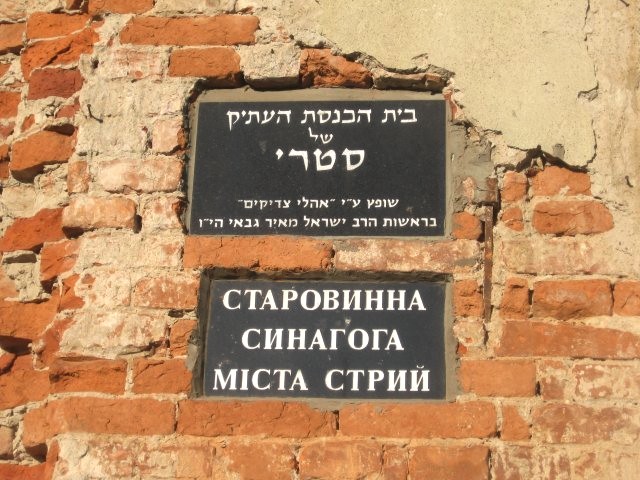 בית הכנסת העתיק
של
סטרי'
שופץ ע״י ״אהלי צדיקים״
בראשות הרב ישראל מאיר גבאי הי״ו
СТАРОВИННА
СИНАГОГА
МІСТА СТРИЙ